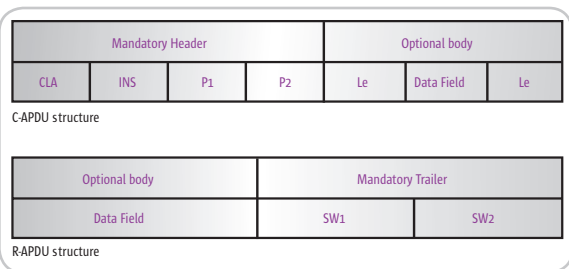 Mandatory Header Optional body
CLA INS P1 P2 Le Data Field Le
C-APDU structure
Optional body Mandatory Trailer
Data Field SW1 SW2
R-APDU structure